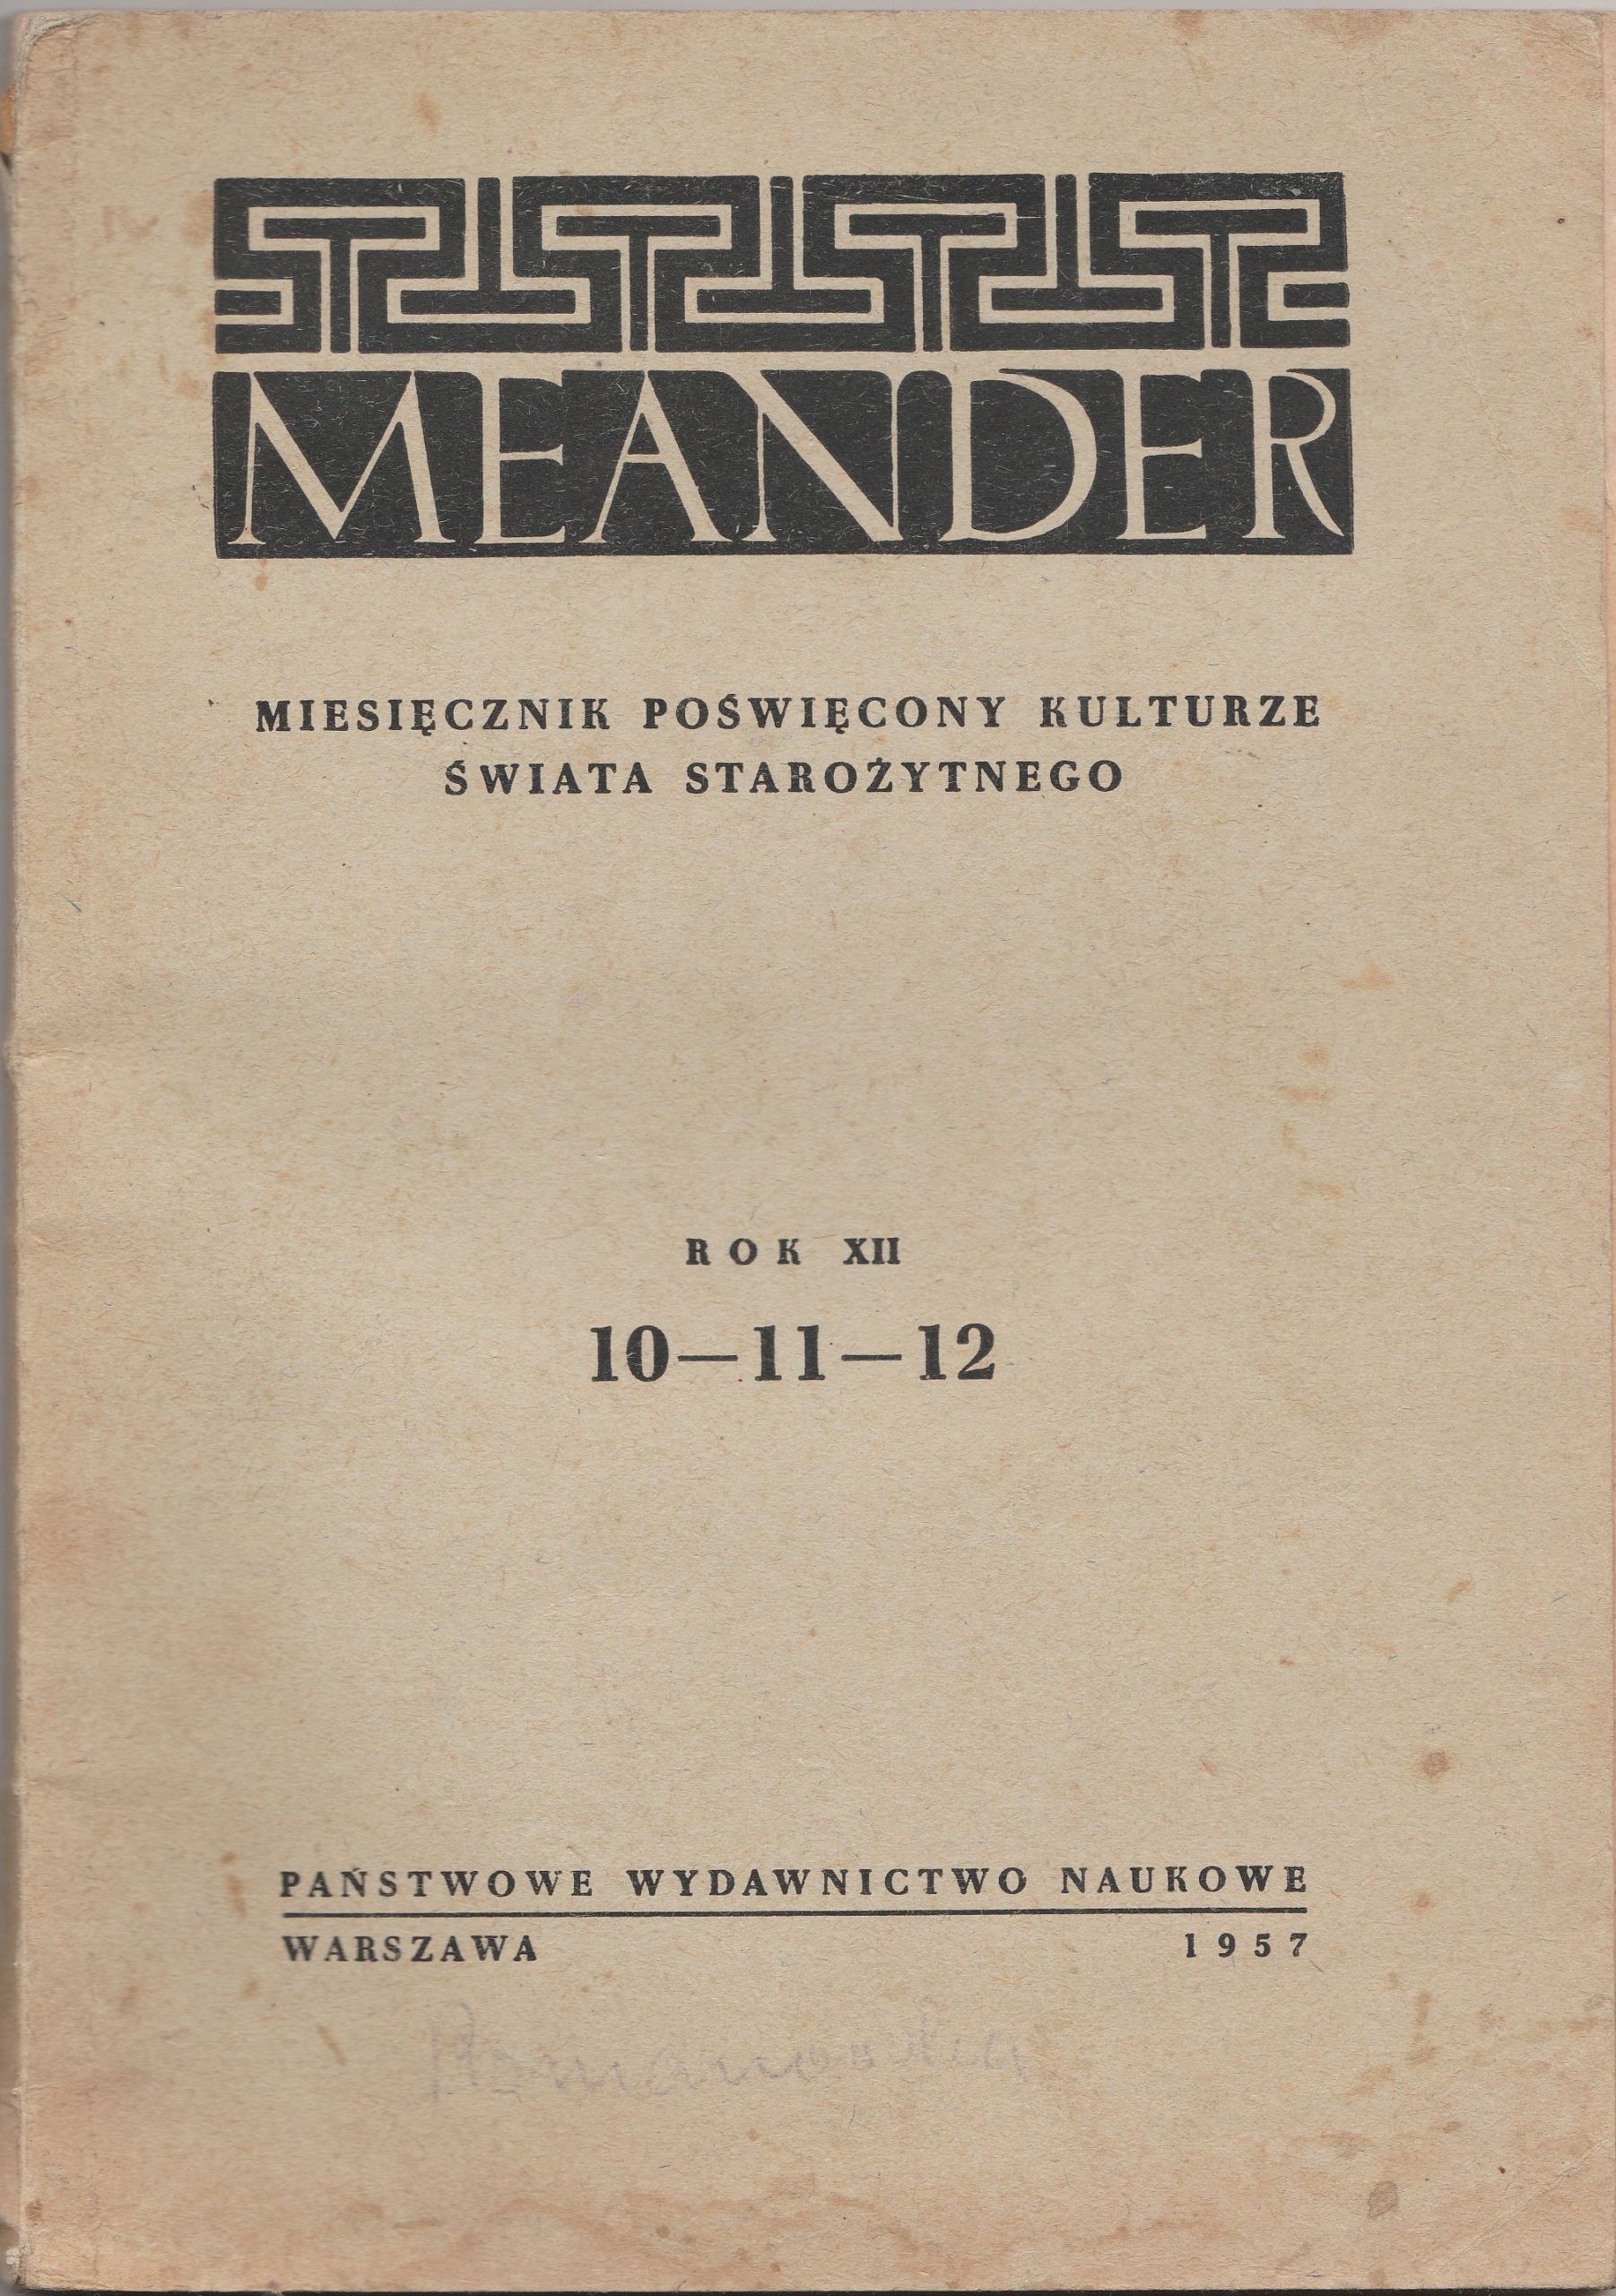 MEANDER
MIESIĘCZNIK POŚWIĘCONY KULTURZE
ŚWIATA STAROŻYTNEGO
ROK XII
10—11—12
PAŃSTWOWE WYDAWNICTWO NAUKOWE
WARSZAWA 1957